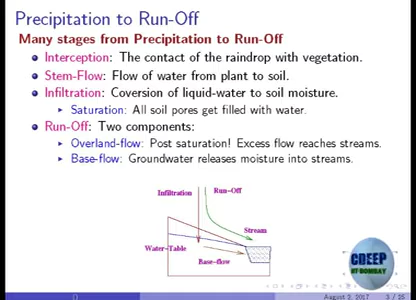 Precipitation to Run-Off
Many stages from Precipitation to Run-Off
Interception: The contact of the raindrop with vegetation.
Stem-Flow: Flow of water from plant to soil.
Infiltration: Coversion of liquid-water to soil moisture.
Saturation: All soil pores get filled with water.
Run-Off: Two components:
Overland-flow: Post saturation! Excess flow reaches streams.
Base-flow: Groundwater releases moisture into streams.
Infiltration
Run-Off
Stream
Water-Table
Base-flow
CDEEP
IIT BOMBAY
August 2, 2017
3 / 55